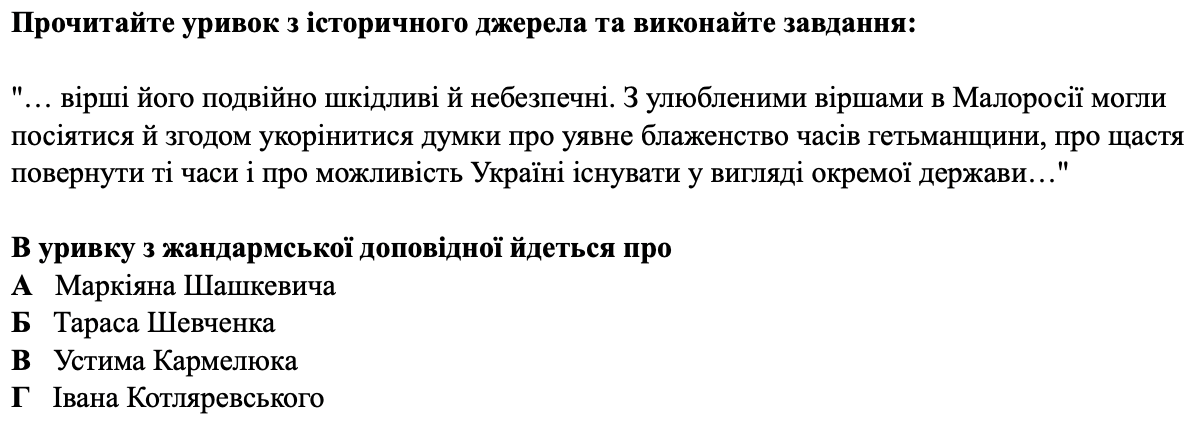 Прочитайте уривок з історичного джерела та виконайте завдання:
"… вірші його подвійно шкідливі й небезпечні. З улюбленими віршами в Малоросії могли
посіятися й згодом укорінитися думки про уявне блаженство часів гетьманщини, про щастя
повернути ті часи і про можливість Україні існувати у вигляді окремої держави…"
В уривку з жандармської доповідної йдеться про
А Маркіяна Шашкевича
Б Тараса Шевченка
В Устима Кармелюка
Г Івана Котляревського